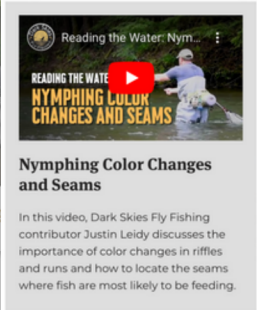 Reading the Water: Nym...
READING THE WATE
NYMPHING COLOR
CHANGES AND SEAMS
Nymphing Color Changes
and Seams
In this video, Dark Skies Fly Fishing
contributor Justin Leidy discusses the
importance of color changes in riffles
and runs and how to locate the seams
where fish are most likely to be feeding.